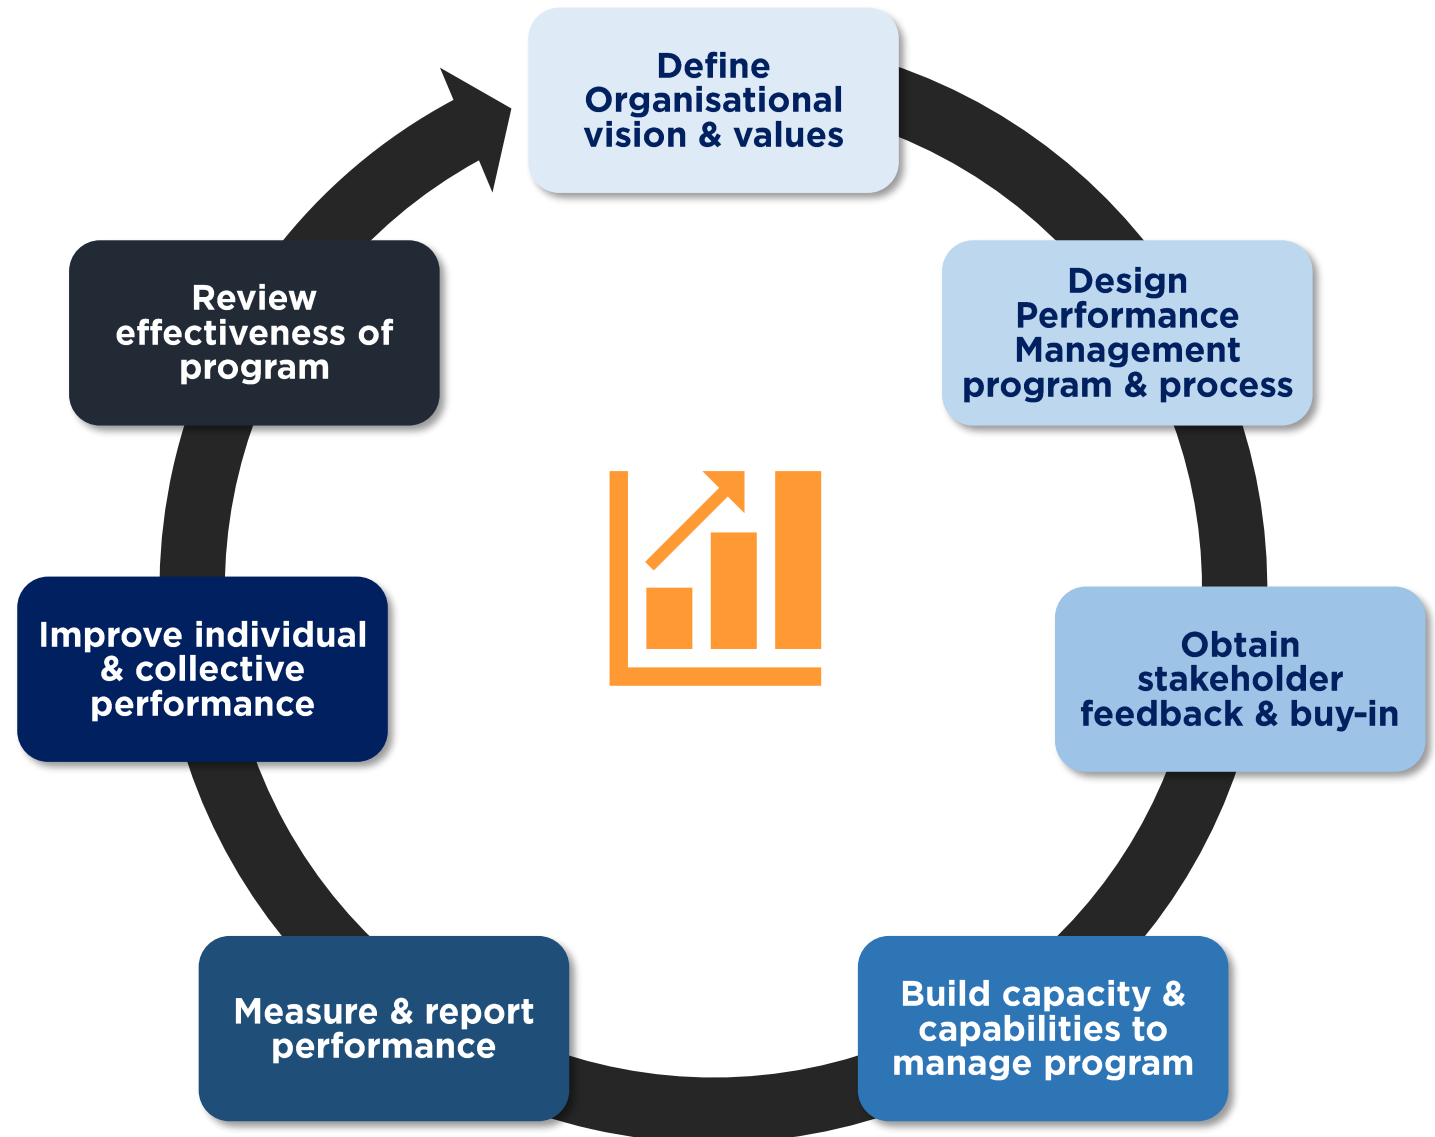 Define
Organisational
vision & values
Design
Performance
Management
program & process
Obtain
stakeholder
feedback & buy-in
Build capacity &
capabilities to
manage program
Measure & report
performance
Improve individual
& collective
performance
Review
effectiveness of
program